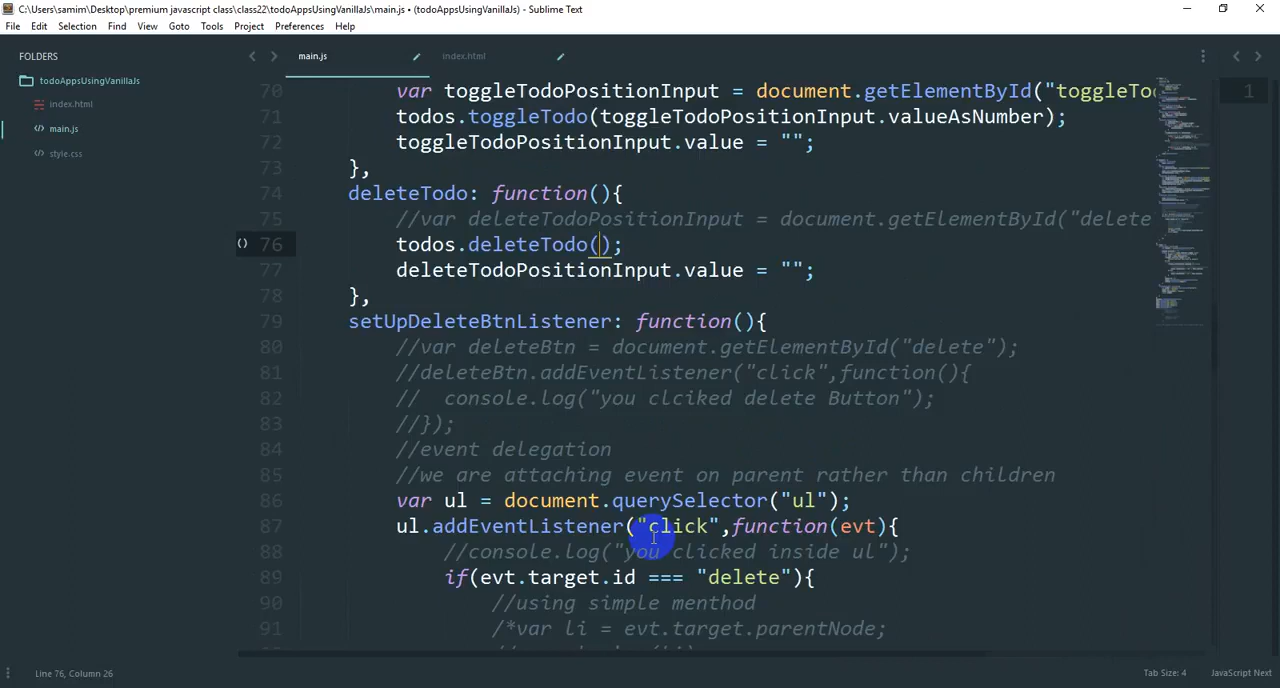 C:\Users\samim\Desktop\premium javascript class\class22\todoAppsUsingVanillaJs\main.js • (todoAppsUsingVanillaJs) - Sublime Text
File Edit Selection Find View Goto Tools Project Preferences Help
FOLDERS
todoAppsUsingVanillaJs
index.html
main.js
style.css
main.js index.html
70 var toggleTodoPositionInput = document.getElementById("toggleTo
71 todos.toggleTodo(toggleTodoPositionInput.valueAsNumber);
72 toggleTodoPositionInput.value = "";
73 },
74 deleteTodo: function(){
75 //var deleteTodoPositionInput = document.getElementById("delete
76 todos.deleteTodo();
77 deleteTodoPositionInput.value = "";
78 },
79 setUpDeleteBtnListener: function(){
80 //var deleteBtn = document.getElementById("delete");
81 //deleteBtn.addEventListener("click",function(){
82 // console.log("you clciked delete Button");
83 //});
84 //event delegation
85 //we are attaching event on parent rather than children
86 var ul = document.querySelector("ul");
87 ul.addEventListener("click",function(evt){
88 //console.log("you clicked inside ul");
89 if(evt.target.id === "delete"){
90 //using simple menthod
91 /*var li = evt.target.parentNode;
1
Line 76, Column 26
Tab Size: 4 JavaScript Next